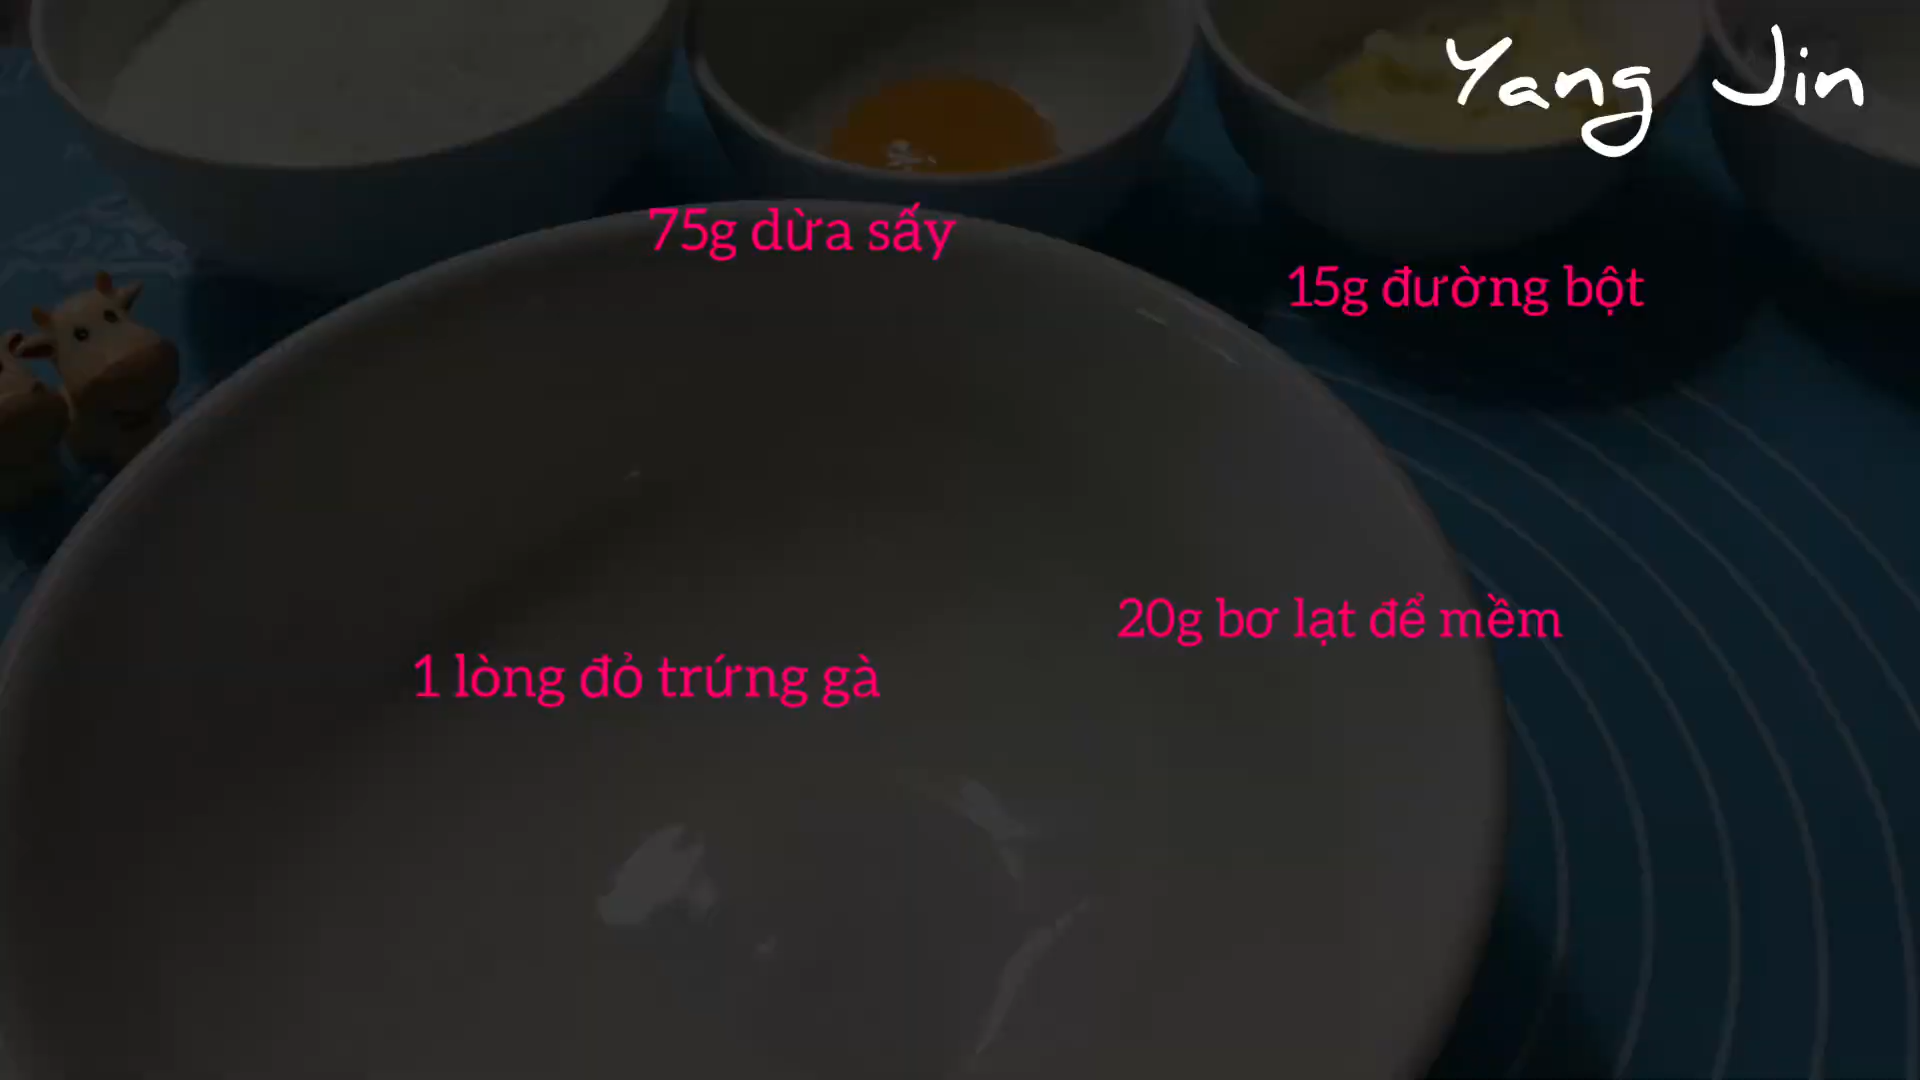 Yang Jin
75g dừa sấy
15g đường bột
20g bơ lạt để mềm
1 lòng đỏ trứng gà